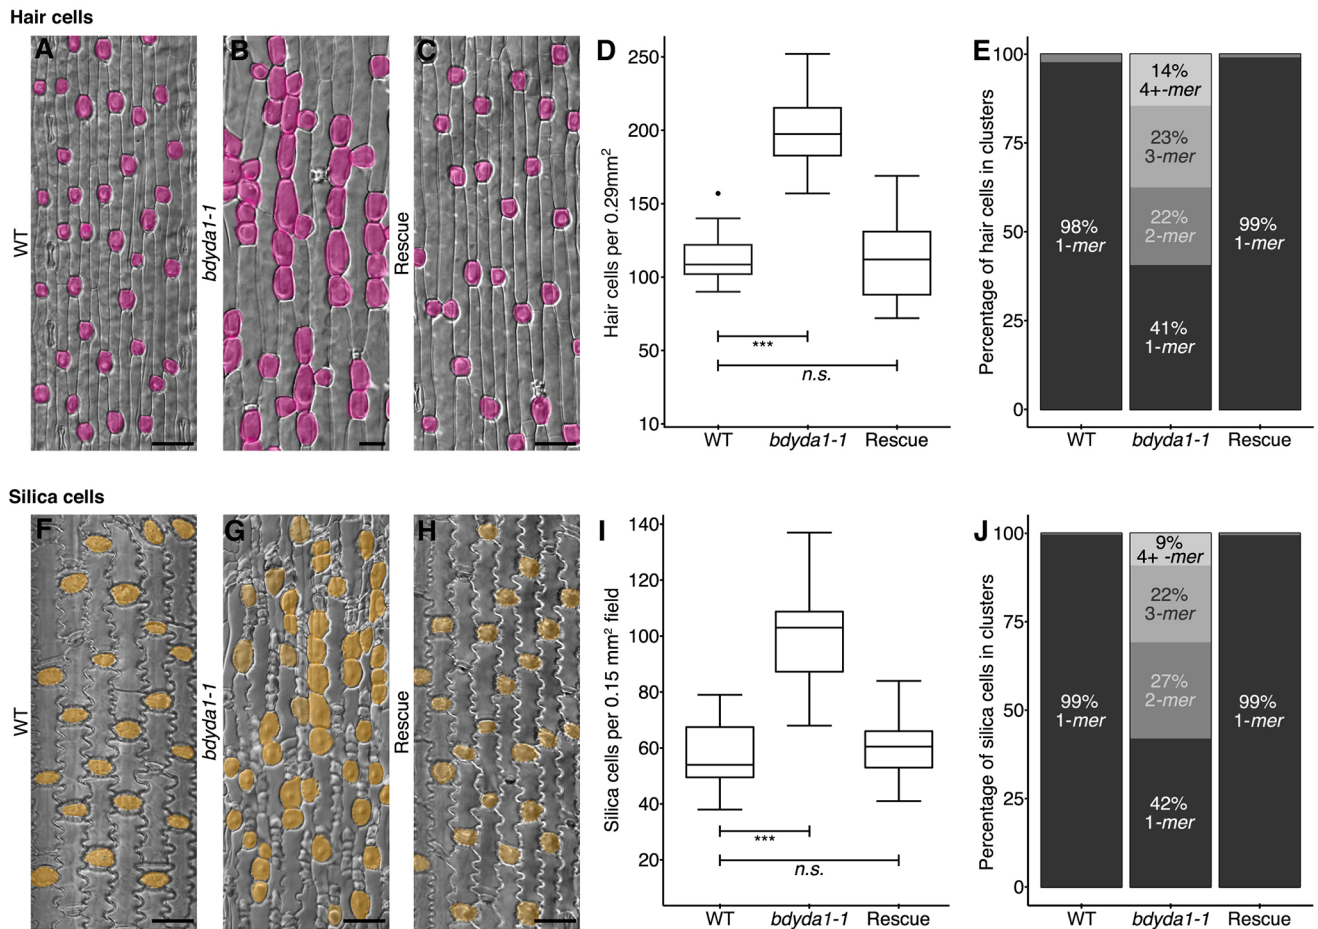 Hair cells
A
B
C
WT
bdyda1-1
Rescue
D
Hair cells per 0.29mm²
250
200
150
100
50
10
***
n.s.
WT
bdyda1-1
Rescue
E
Percentage of hair cells in clusters
100
75
50
25
0
98%
1-mer
14%
4+-mer
23%
3-mer
22%
2-mer
41%
1-mer
99%
1-mer
WT
bdyda1-1
Rescue
Silica cells
F
G
H
WT
bdyda1-1
Rescue
I
Silica cells per 0.15 mm² field
140
120
100
80
60
40
20
***
n.s.
WT
bdyda1-1
Rescue
J
Percentage of silica cells in clusters
100
75
50
25
0
99%
1-mer
9%
4+ -mer
22%
3-mer
27%
2-mer
42%
1-mer
99%
1-mer
WT
bdyda1-1
Rescue